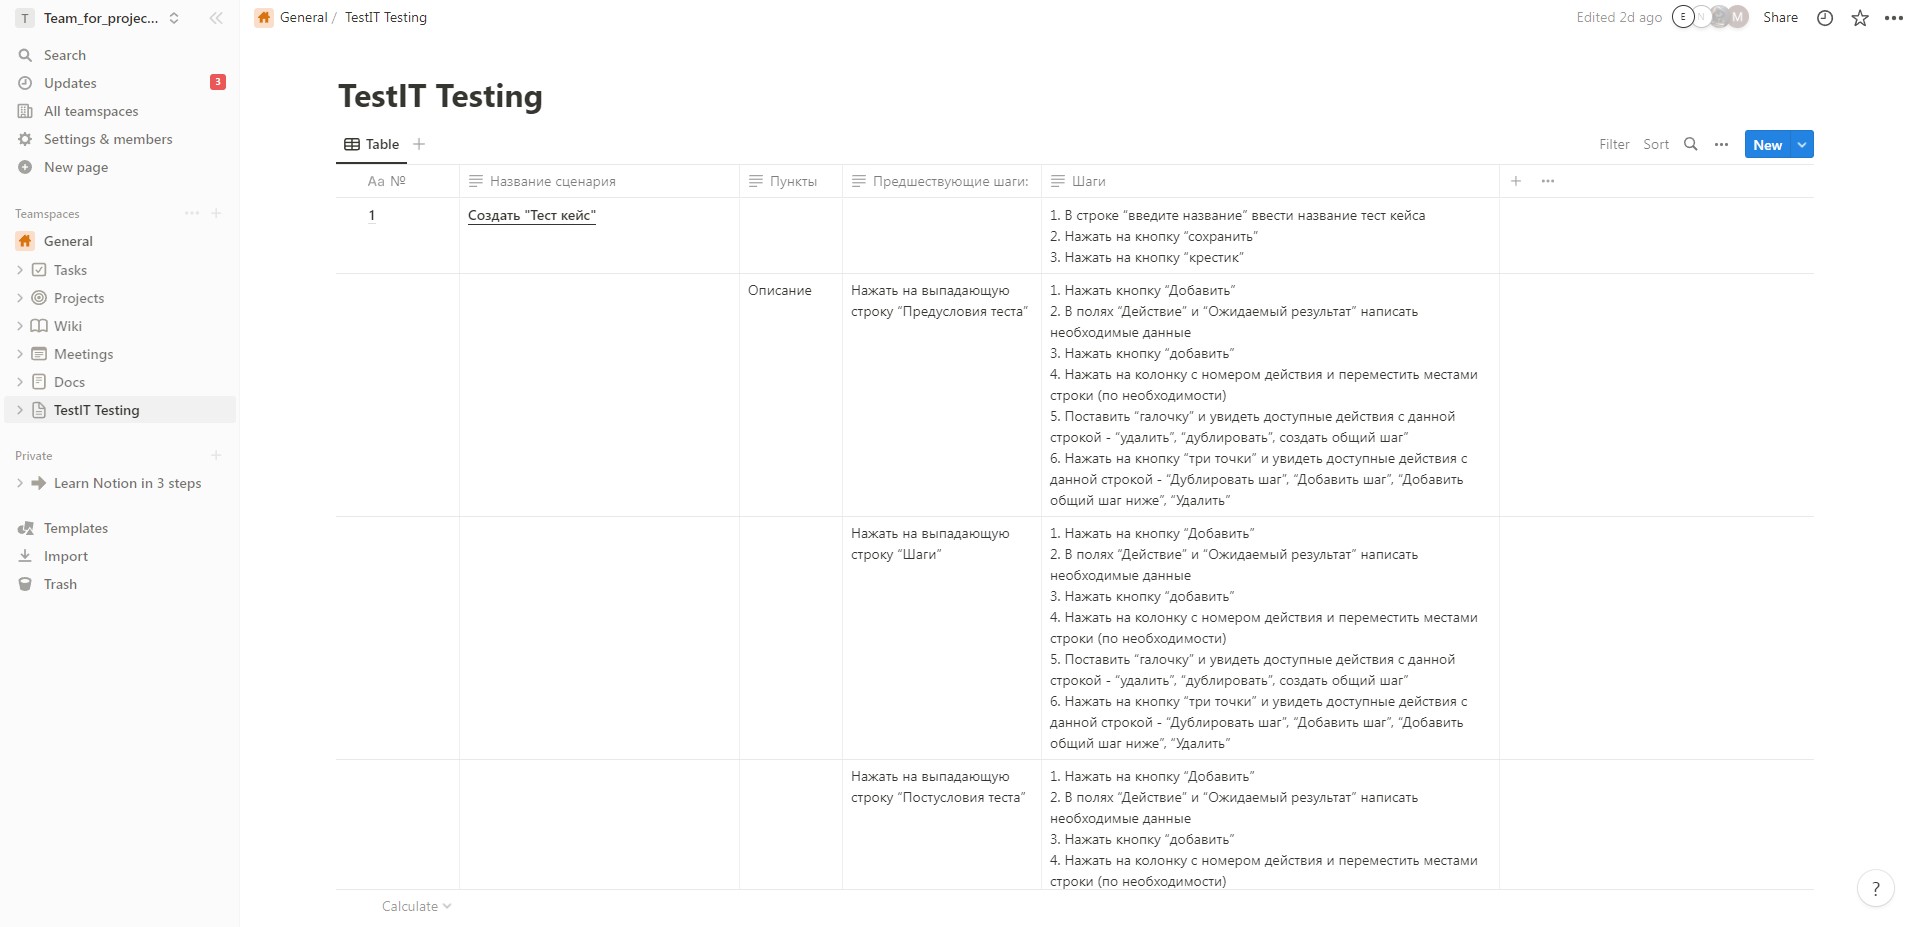 T Team_for_projec...
Search
Updates 3
All teamspaces
Settings & members
New page
Teamspaces
General
Tasks
Projects
Wiki
Meetings
Docs
TestIT Testing
Private
Learn Notion in 3 steps
Templates
Import
Trash
General / TestIT Testing
Edited 2d ago E N M Share
TestIT Testing
Table
Filter Sort New
Aa № Название сценария Пункты Предшествующие шаги: Шаги
1
Создать "Тест кейс"
1. В строке “введите название” ввести название тест кейса
2. Нажать на кнопку “сохранить”
3. Нажать на кнопку “крестик”
Описание
Нажать на выпадающую
строку “Предусловия теста”
1. Нажать кнопку “Добавить”
2. В полях “Действие” и “Ожидаемый результат” написать
необходимые данные
3. Нажать кнопку “добавить”
4. Нажать на колонку с номером действия и переместить местами
строки (по необходимости)
5. Поставить “галочку” и увидеть доступные действия с данной
строкой - “удалить”, “дублировать”, создать общий шаг”
6. Нажать на кнопку “три точки” и увидеть доступные действия с
данной строкой - “Дублировать шаг”, “Добавить шаг”, “Добавить
общий шаг ниже”, “Удалить”
Нажать на выпадающую
строку “Шаги”
1. Нажать на кнопку “Добавить”
2. В полях “Действие” и “Ожидаемый результат” написать
необходимые данные
3. Нажать кнопку “добавить”
4. Нажать на колонку с номером действия и переместить местами
строки (по необходимости)
5. Поставить “галочку” и увидеть доступные действия с данной
строкой - “удалить”, “дублировать”, создать общий шаг”
6. Нажать на кнопку “три точки” и увидеть доступные действия с
данной строкой - “Дублировать шаг”, “Добавить шаг”, “Добавить
общий шаг ниже”, “Удалить”
Нажать на выпадающую
строку “Постусловия теста”
1. Нажать на кнопку “Добавить”
2. В полях “Действие” и “Ожидаемый результат” написать
необходимые данные
3. Нажать кнопку “добавить”
4. Нажать на колонку с номером действия и переместить местами
строки (по необходимости)
Calculate
?